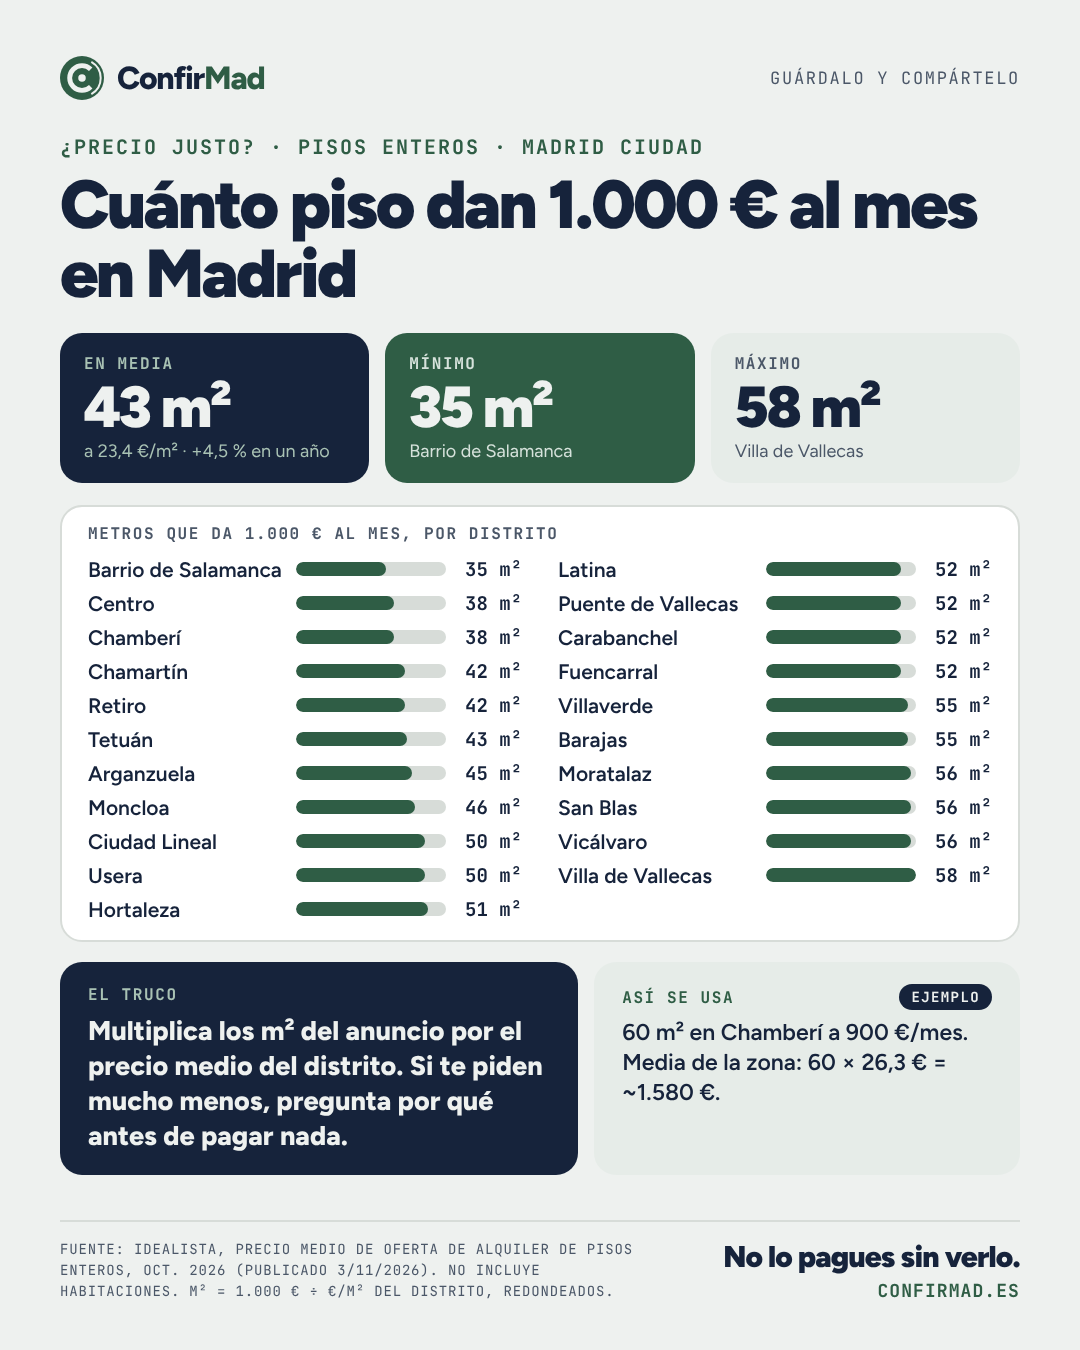 ConfirMad
GUÁRDALO Y COMPÁRTELO
¿PRECIO JUSTO? · PISOS ENTEROS · MADRID CIUDAD
Cuánto piso dan 1.000 € al mes
en Madrid
EN MEDIA
43 m²
a 23,4 €/m² · +4,5 % en un año
MÍNIMO
35 m²
Barrio de Salamanca
MÁXIMO
58 m²
Villa de Vallecas
METROS QUE DA 1.000 € AL MES, POR DISTRITO
Barrio de Salamanca 35 m²
Centro 38 m²
Chamberí 38 m²
Chamartín 42 m²
Retiro 42 m²
Tetuán 43 m²
Arganzuela 45 m²
Moncloa 46 m²
Ciudad Lineal 50 m²
Usera 50 m²
Hortaleza 51 m²
Latina 52 m²
Puente de Vallecas 52 m²
Carabanchel 52 m²
Fuencarral 52 m²
Villaverde 55 m²
Barajas 55 m²
Moratalaz 56 m²
San Blas 56 m²
Vicálvaro 56 m²
Villa de Vallecas 58 m²
EL TRUCO
Multiplica los m² del anuncio por el
precio medio del distrito. Si te piden
mucho menos, pregunta por qué
antes de pagar nada.
ASÍ SE USA
EJEMPLO
60 m² en Chamberí a 900 €/mes.
Media de la zona: 60 × 26,3 € =
~1.580 €.
FUENTE: IDEALISTA, PRECIO MEDIO DE OFERTA DE ALQUILER DE PISOS
ENTEROS, OCT. 2026 (PUBLICADO 3/11/2026). NO INCLUYE
HABITACIONES. M² = 1.000 € ÷ €/M² DEL DISTRITO, REDONDEADOS.
No lo pagues sin verlo.
CONFIRMAD.ES